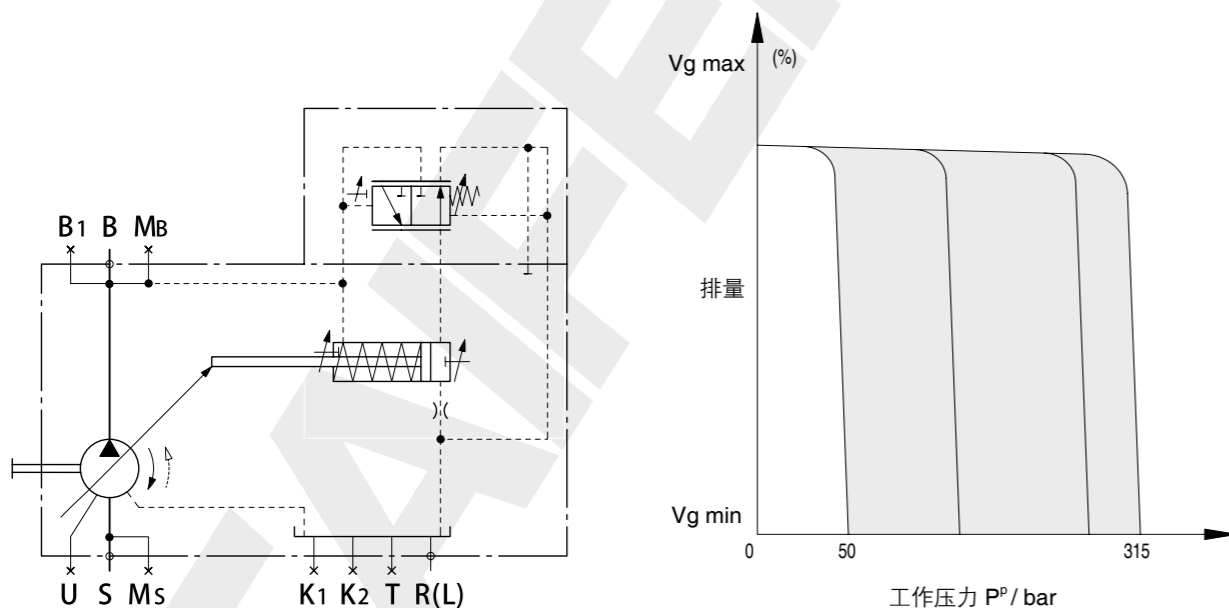 B1 B MB
U S MS K1 K2 T R(L)
Vg max (%)
排量
Vg min
0 50 315
工作压力 Pᵖ / bar